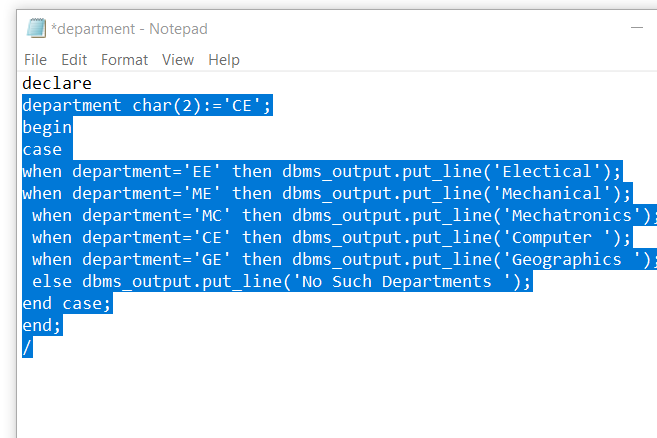 *department - Notepad
File Edit Format View Help
declare
department char(2):='CE';
begin
case
when department='EE' then dbms_output.put_line('Electical');
when department='ME' then dbms_output.put_line('Mechanical');
when department='MC' then dbms_output.put_line('Mechatronics');
when department='CE' then dbms_output.put_line('Computer ');
when department='GE' then dbms_output.put_line('Geographics ');
else dbms_output.put_line('No Such Departments ');
end case;
end;
/